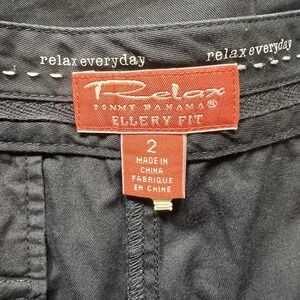 relax everyday
relax everyday
Relax
TOMMY BAHAMA®
ELLERY FIT
2
MADE IN
CHINA
FABRIQUE
EN CHINE